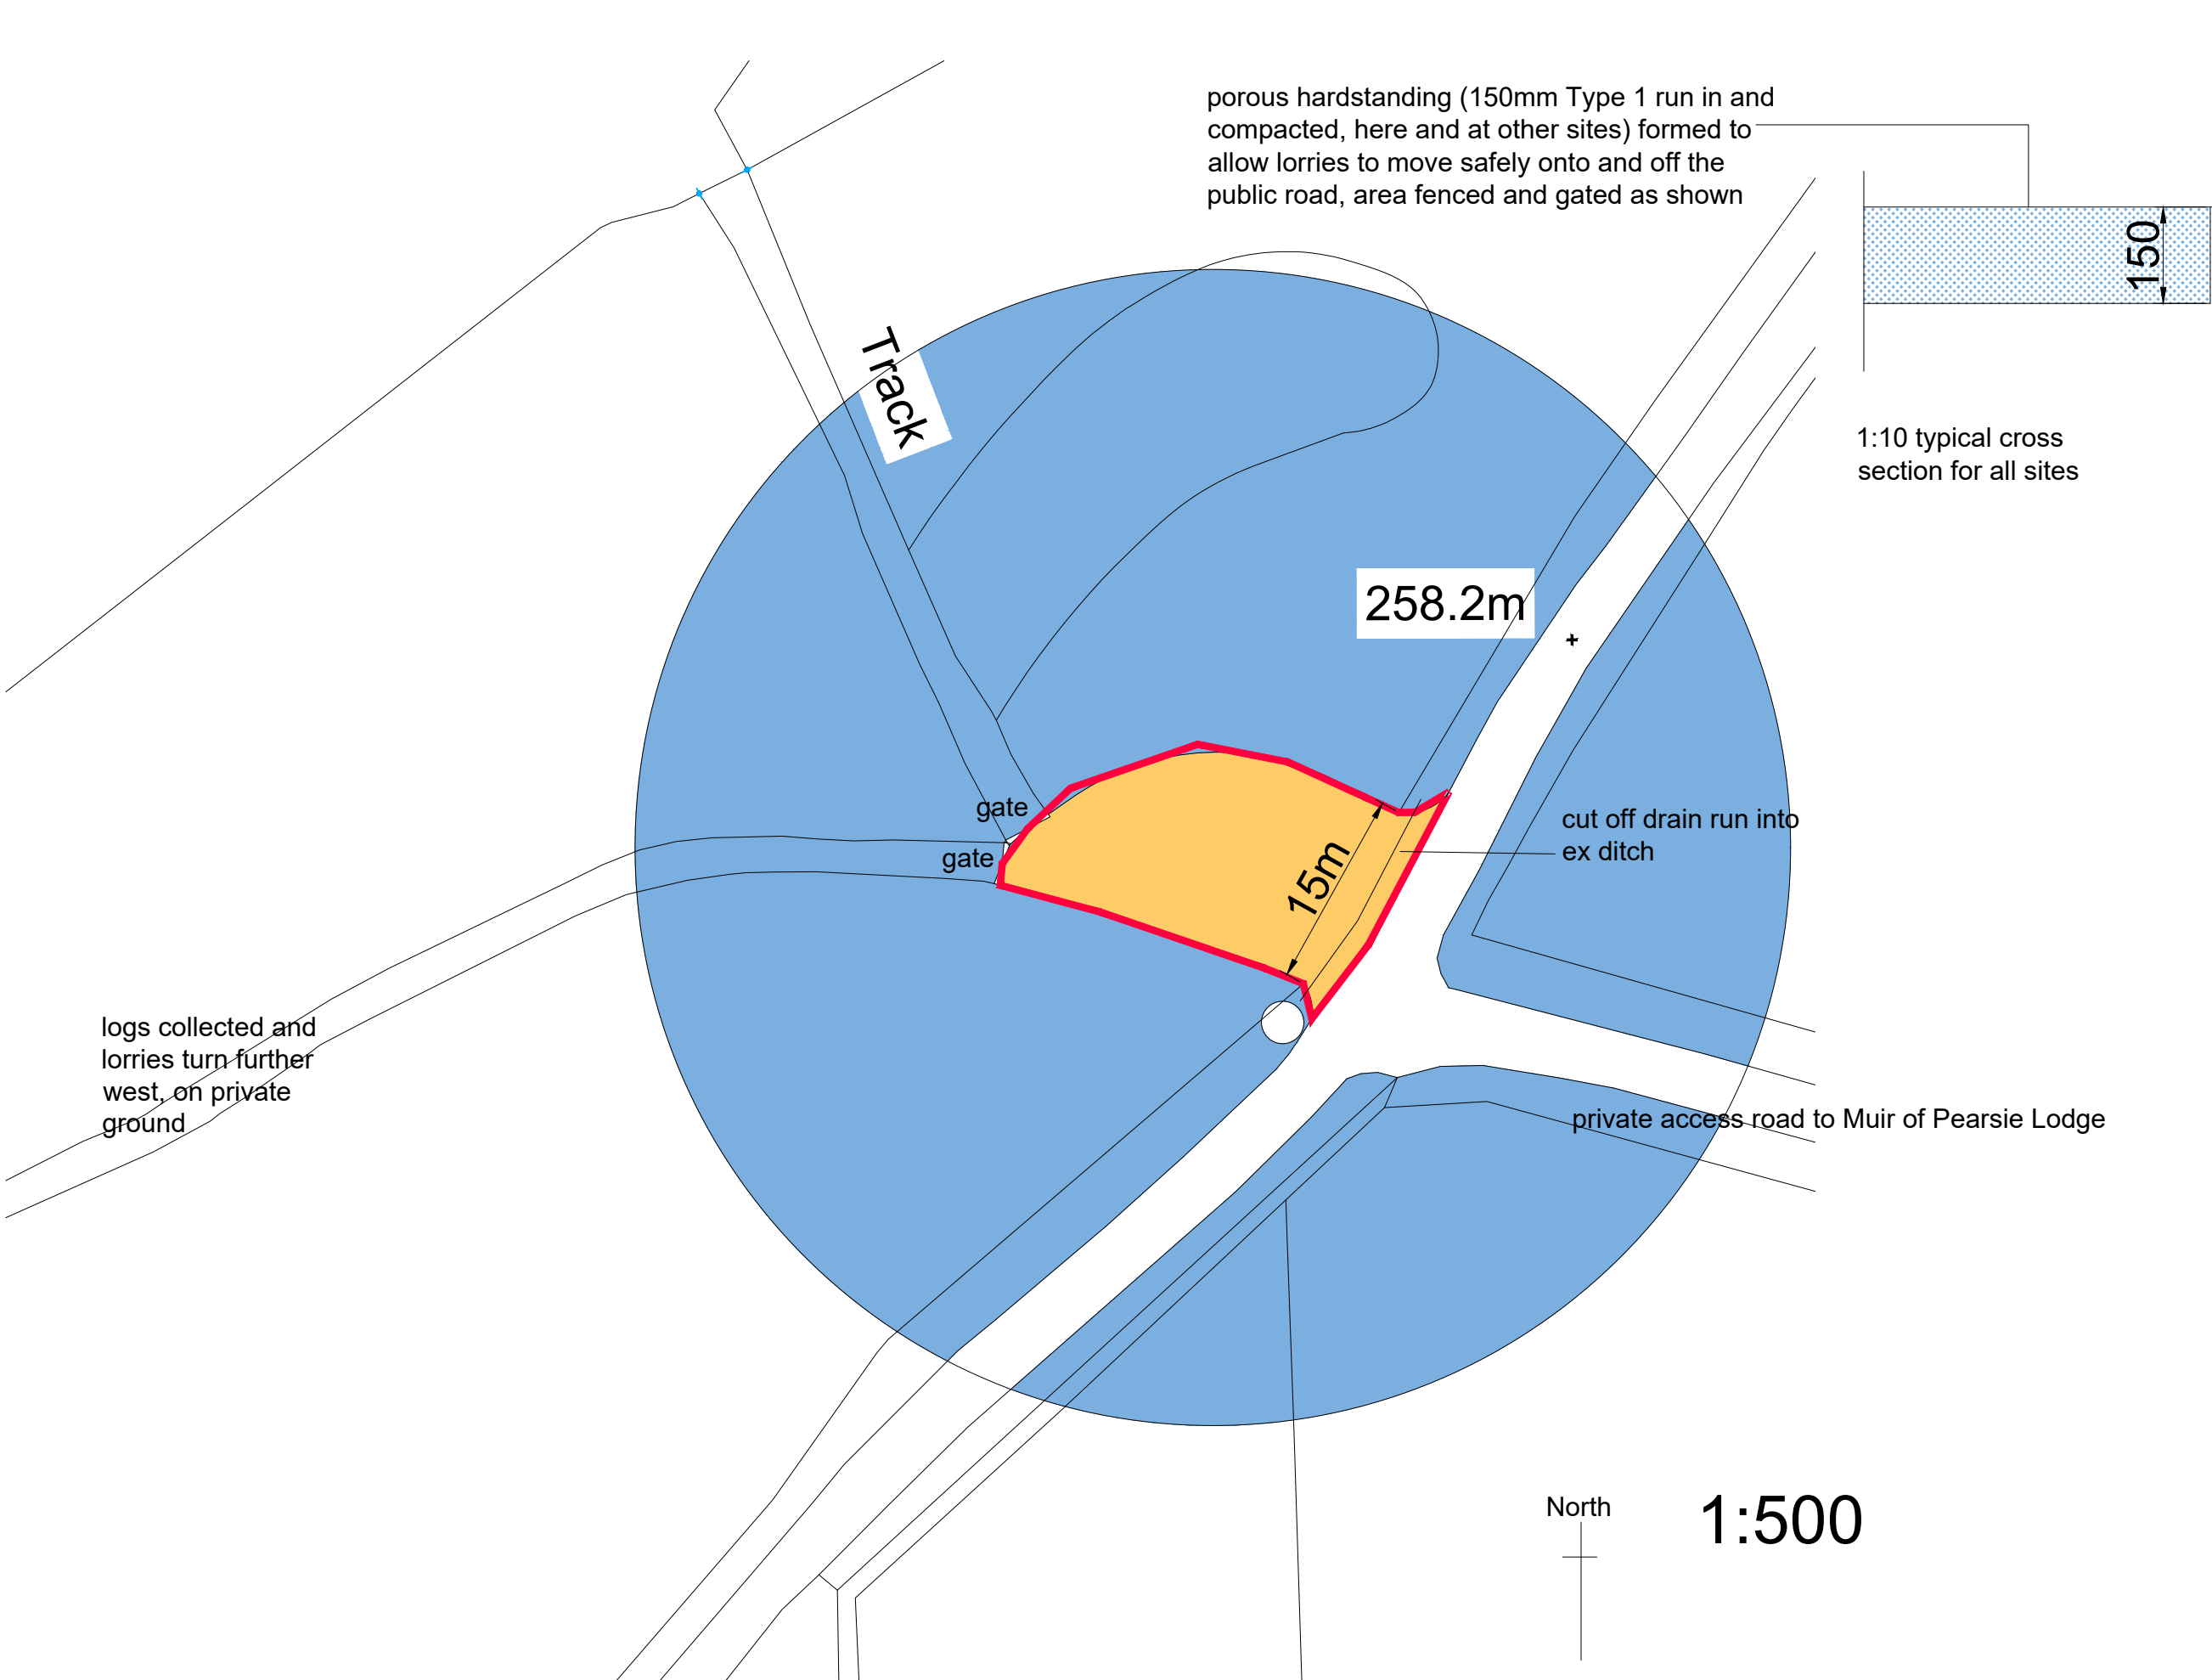 porous hardstanding (150mm Type 1 run in and
compacted, here and at other sites) formed to
allow lorries to move safely onto and off the
public road, area fenced and gated as shown
150
Track
1:10 typical cross
section for all sites
258.2m
gate
gate
15m
cut off drain run into
ex ditch
logs collected and
lorries turn further
west, on private
ground
private access road to Muir of Pearsie Lodge
North
1:500